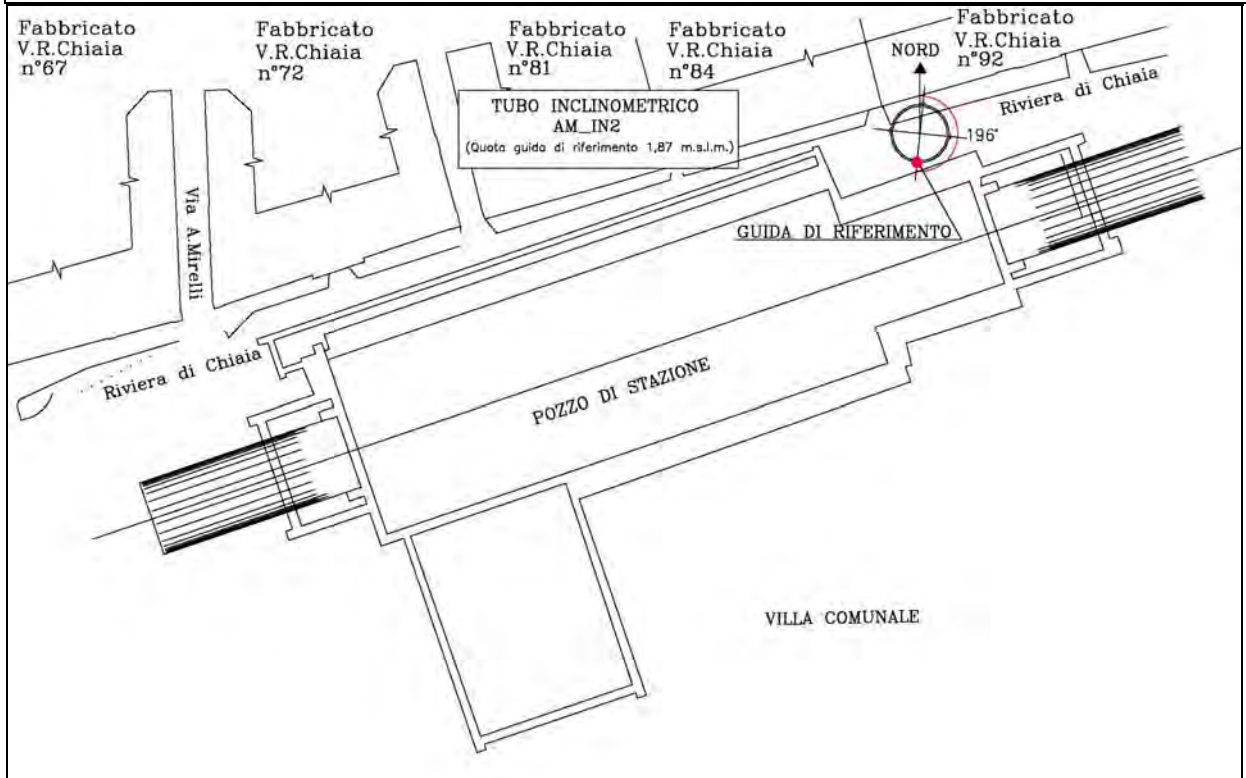 Fabbricato
V.R.Chiaia
n°67
Fabbricato
V.R.Chiaia
n°72
Fabbricato
V.R.Chiaia
n°81
Fabbricato
V.R.Chiaia
n°84
Fabbricato
V.R.Chiaia
n°92
NORD
Riviera di Chiaia
TUBO INCLINOMETRICO
AM_IN2
(Quota guida di riferimento 1,87 m.s.l.m.)
196°
Via A.Mirelli
GUIDA DI RIFERIMENTO
Riviera di Chiaia
POZZO DI STAZIONE
VILLA COMUNALE